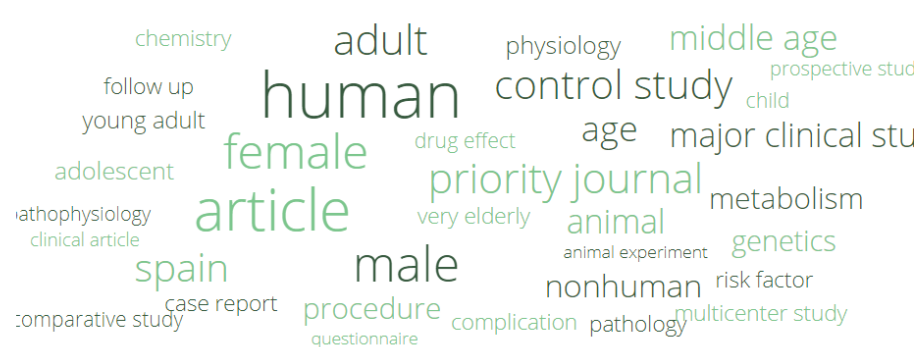 chemistry
adult
physiology
middle age
prospective stud
follow up
human
control study
child
young adult
female
drug effect
age
major clinical stu
adolescent
article
priority journal
metabolism
pathophysiology
very elderly
animal
clinical article
animal experiment
genetics
spain
male
nonhuman
risk factor
case report
procedure
comparative study
complication
pathology
multicenter study
questionnaire